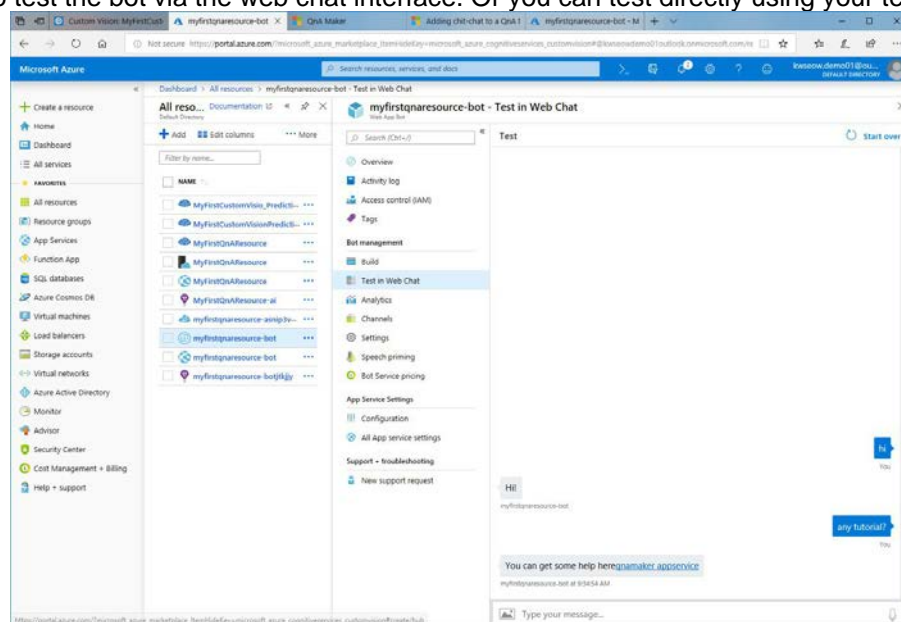 to test the bot via the web chat interface. Or you can test directly using your te
Custom Vision: MyFirstCust
myfirstqnaresource-bot
QnA Maker
Adding chit-chat to a QnA
myfirstqnaresource-bot - M
Not secure
Microsoft Azure
Search resources, services, and docs
kwseow.demo01@ou...
DEFAULT DIRECTORY
Dashboard > All resources > myfirstqnaresource-bot - Test in Web Chat
Create a resource
Home
Dashboard
All services
FAVORITES
All resources
Resource groups
App Services
Function App
SQL databases
Azure Cosmos DB
Virtual machines
Load balancers
Storage accounts
Virtual networks
Azure Active Directory
Monitor
Advisor
Security Center
Cost Management + Billing
Help + support
All reso... Documentation
Default Directory
Add Edit columns ··· More
Filter by name...
NAME
MyFirstCustomVisio_Predicti... ···
MyFirstCustomVisionPredicti... ···
MyFirstQnAResource ···
MyFirstQnAResource ···
MyFirstQnAResource ···
MyFirstQnAResource-ai ···
myfirstqnaresource-asnip3v... ···
myfirstqnaresource-bot ···
myfirstqnaresource-bot ···
···
myfirstqnaresource-bot - Test in Web Chat
Web App Bot
Search (Ctrl+/)
Overview
Activity log
Access control (IAM)
Tags
Bot management
Build
Test in Web Chat
Analytics
Channels
Settings
Speech priming
Bot Service pricing
App Service Settings
Configuration
All App service settings
Support + troubleshooting
New support request
Test
Start over
hi
You
Hi!
myfirstqnaresource-bot
any tutorial?
You
You can get some help hereqnamaker appservice
myfirstqnaresource-bot at 9:54:54 AM
Type your message...